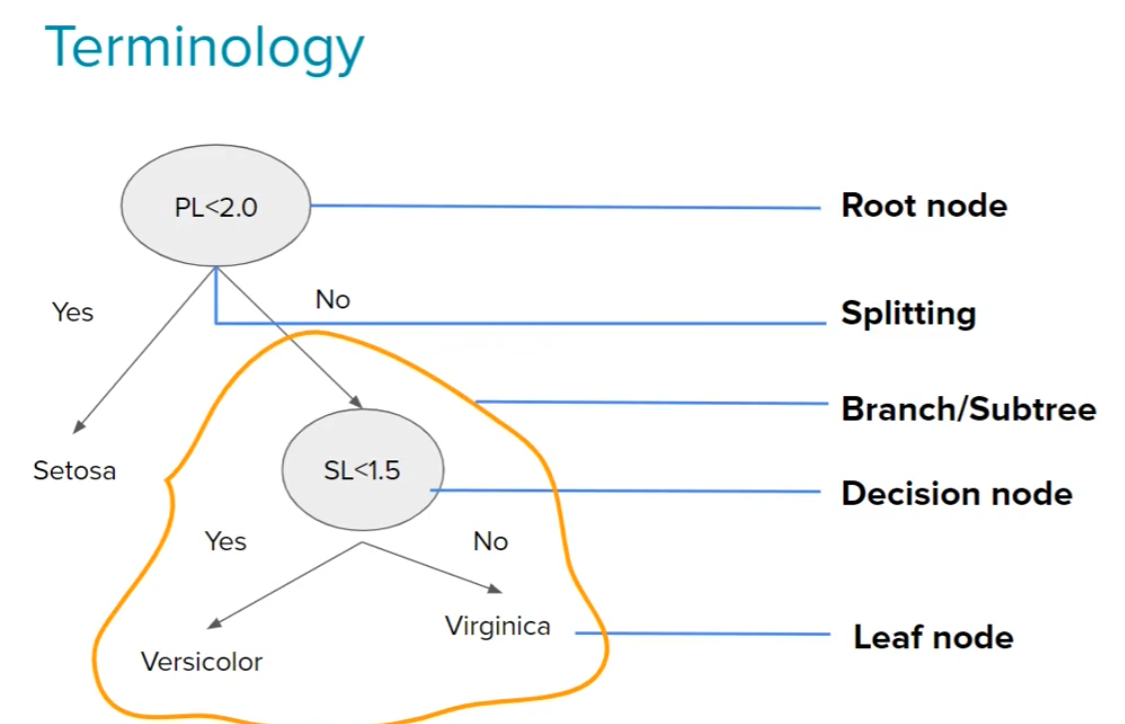 Terminology
PL<2.0
Root node
Yes
No
Splitting
Branch/Subtree
Setosa
SL<1.5
Decision node
Yes
No
Virginica
Leaf node
Versicolor